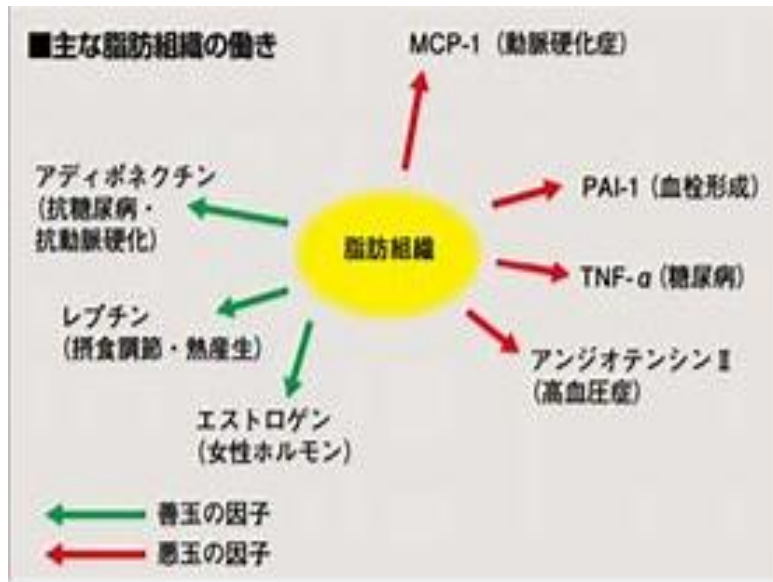 ■主な脂肪組織の働き
MCP-1（動脈硬化症）
アディポネクチン
(抗糖尿病・
抗動脈硬化)
PAI-1（血栓形成）
脂肪組織
TNF-α（糖尿病）
レプチン
(摂食調節・熱産生)
アンジオテンシンⅡ
(高血圧症)
エストロゲン
(女性ホルモン)
善玉の因子
悪玉の因子